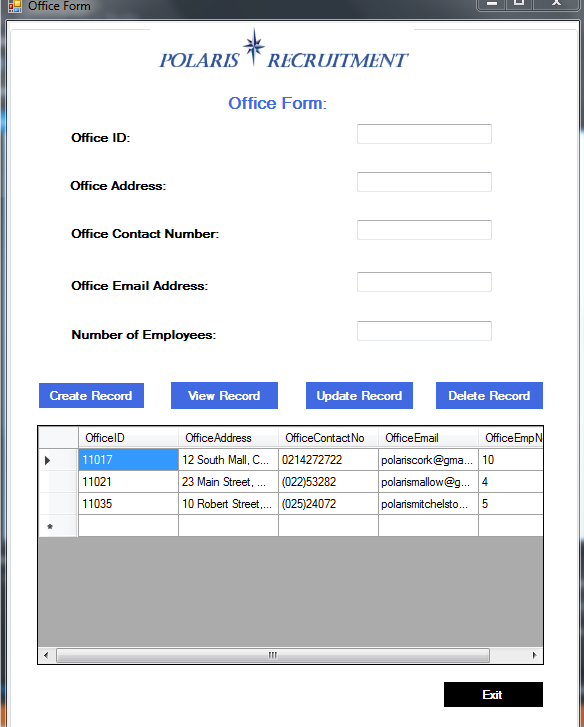 Office Form
POLARIS RECRUITMENT
Office Form:
Office ID:
Office Address:
Office Contact Number:
Office Email Address:
Number of Employees:
Create Record View Record Update Record Delete Record
OfficeID OfficeAddress OfficeContactNo OfficeEmail OfficeEmpN
11017 12 South Mall, C... 0214272722 polariscork@gma... 10
11021 23 Main Street, ... (022)53282 polarismallow@g... 4
11035 10 Robert Street,... (025)24072 polarismitchelsto... 5
*
Exit